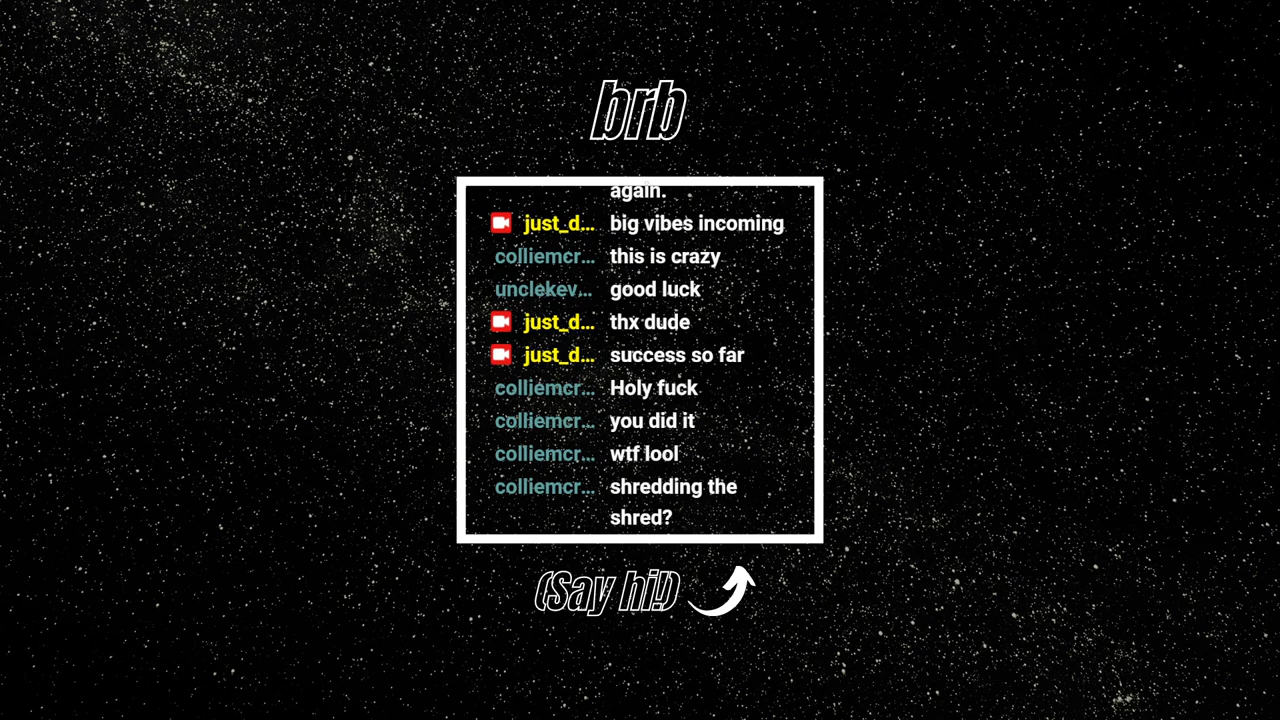 brb
again.
just_d... big vibes incoming
colliemcr... this is crazy
unclekev... good luck
just_d... thx dude
just_d... success so far
colliemcr... Holy fuck
colliemcr... you did it
colliemcr... wtf lool
colliemcr... shredding the
shred?
(Say hi!)